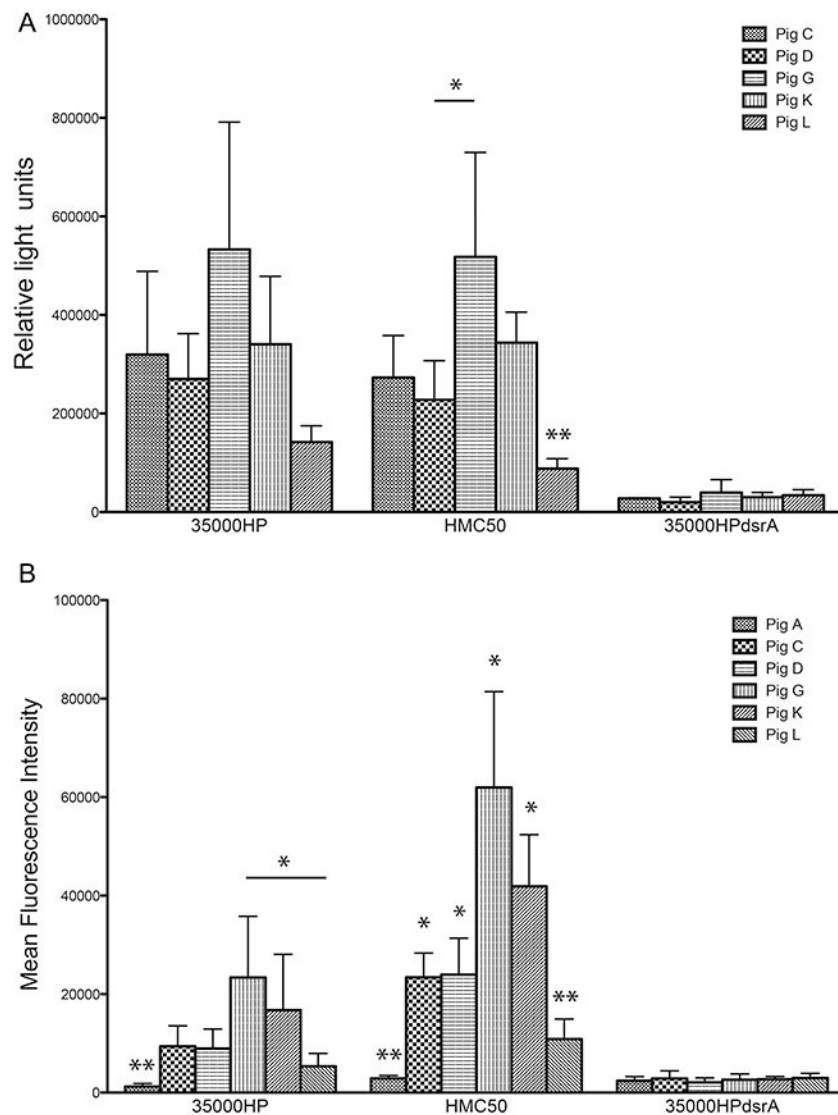 A
1000000
800000
600000
400000
200000
0
Relative light units
Pig C
Pig D
Pig G
Pig K
Pig L
*
**
35000HP
HMC50
35000HPdsrA
B
100000
80000
60000
40000
20000
0
Mean Fluorescence Intensity
Pig A
Pig C
Pig D
Pig G
Pig K
Pig L
*
*
*
* *
**
** **
35000HP
HMC50
35000HPdsrA